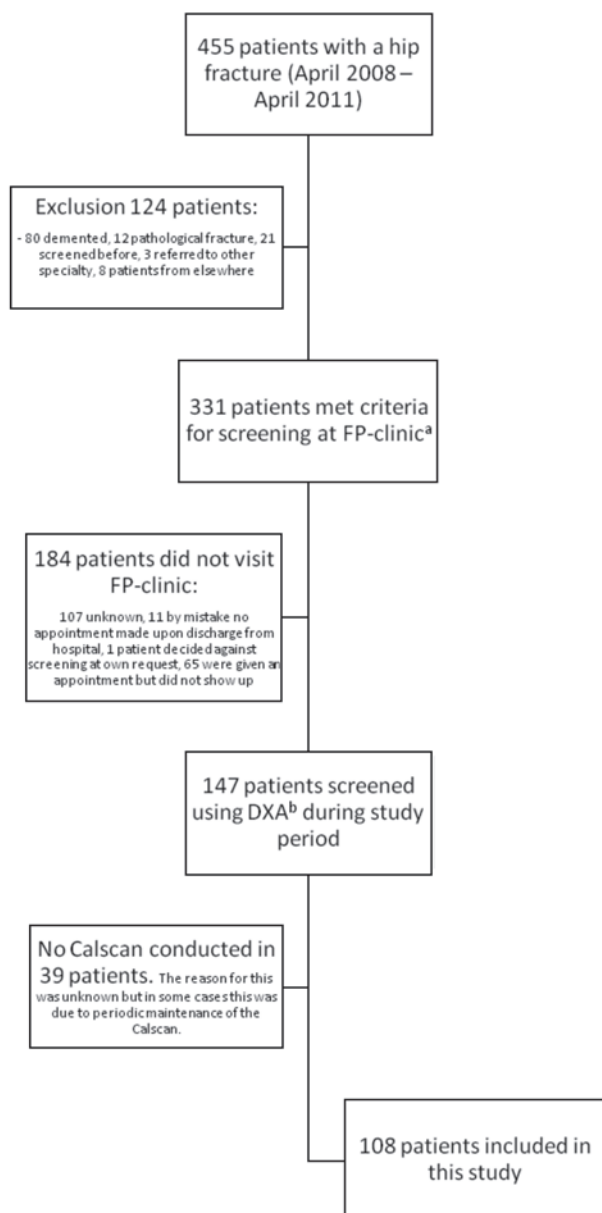 455 patients with a hip
fracture (April 2008 –
April 2011)
Exclusion 124 patients:
- 80 demented, 12 pathological fracture, 21
screened before, 3 referred to other
specialty, 8 patients from elsewhere
331 patients met criteria
for screening at FP-clinicᵃ
184 patients did not visit
FP-clinic:
107 unknown, 11 by mistake no
appointment made upon discharge from
hospital, 1 patient decided against
screening at own request, 65 were given an
appointment but did not show up
147 patients screened
using DXAᵇ during study
period
No Calscan conducted in
39 patients. The reason for this
was unknown but in some cases this was
due to periodic maintenance of the
Calscan.
108 patients included in
this study